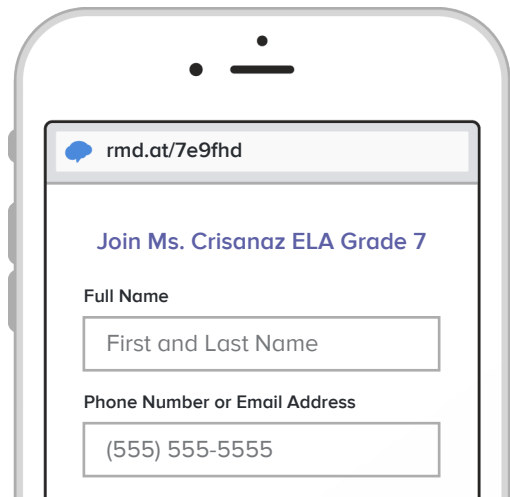 rmd.at/7e9fhd
Join Ms. Crisanaz ELA Grade 7
Full Name
First and Last Name
Phone Number or Email Address
(555) 555-5555